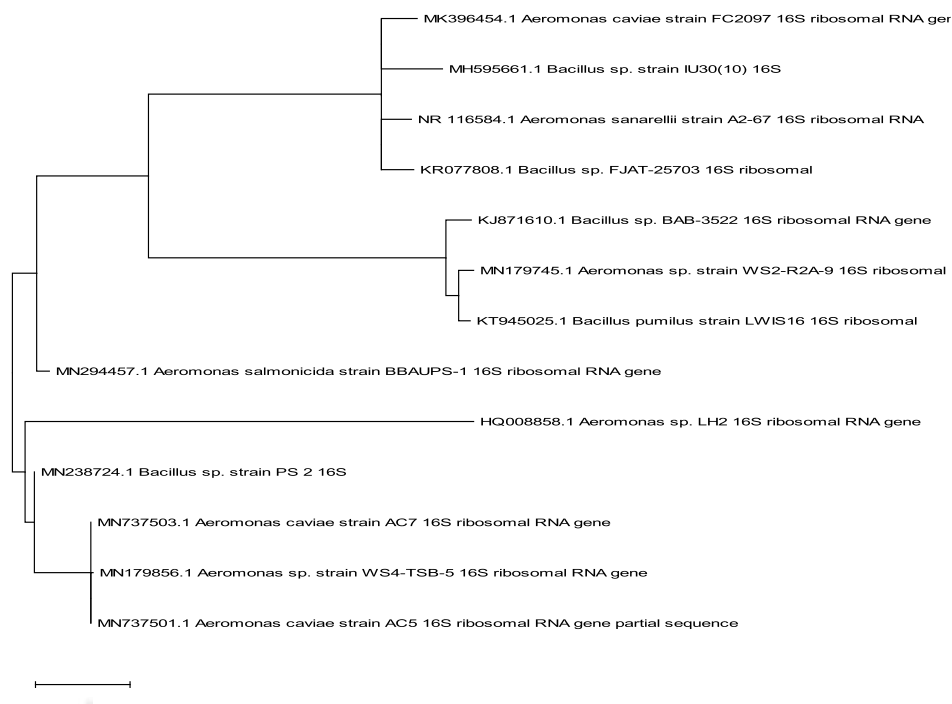 MK396454.1 Aeromonas caviae strain FC2097 16S ribosomal RNA ger
MH595661.1 Bacillus sp. strain IU30(10) 16S
NR 116584.1 Aeromonas sanarellii strain A2-67 16S ribosomal RNA
KR077808.1 Bacillus sp. FJAT-25703 16S ribosomal
KJ871610.1 Bacillus sp. BAB-3522 16S ribosomal RNA gene
MN179745.1 Aeromonas sp. strain WS2-R2A-9 16S ribosomal
KT945025.1 Bacillus pumilus strain LWIS16 16S ribosomal
MN294457.1 Aeromonas salmonicida strain BBAUPS-1 16S ribosomal RNA gene
HQ008858.1 Aeromonas sp. LH2 16S ribosomal RNA gene
MN238724.1 Bacillus sp. strain PS 2 16S
MN737503.1 Aeromonas caviae strain AC7 16S ribosomal RNA gene
MN179856.1 Aeromonas sp. strain WS4-TSB-5 16S ribosomal RNA gene
MN737501.1 Aeromonas caviae strain AC5 16S ribosomal RNA gene partial sequence